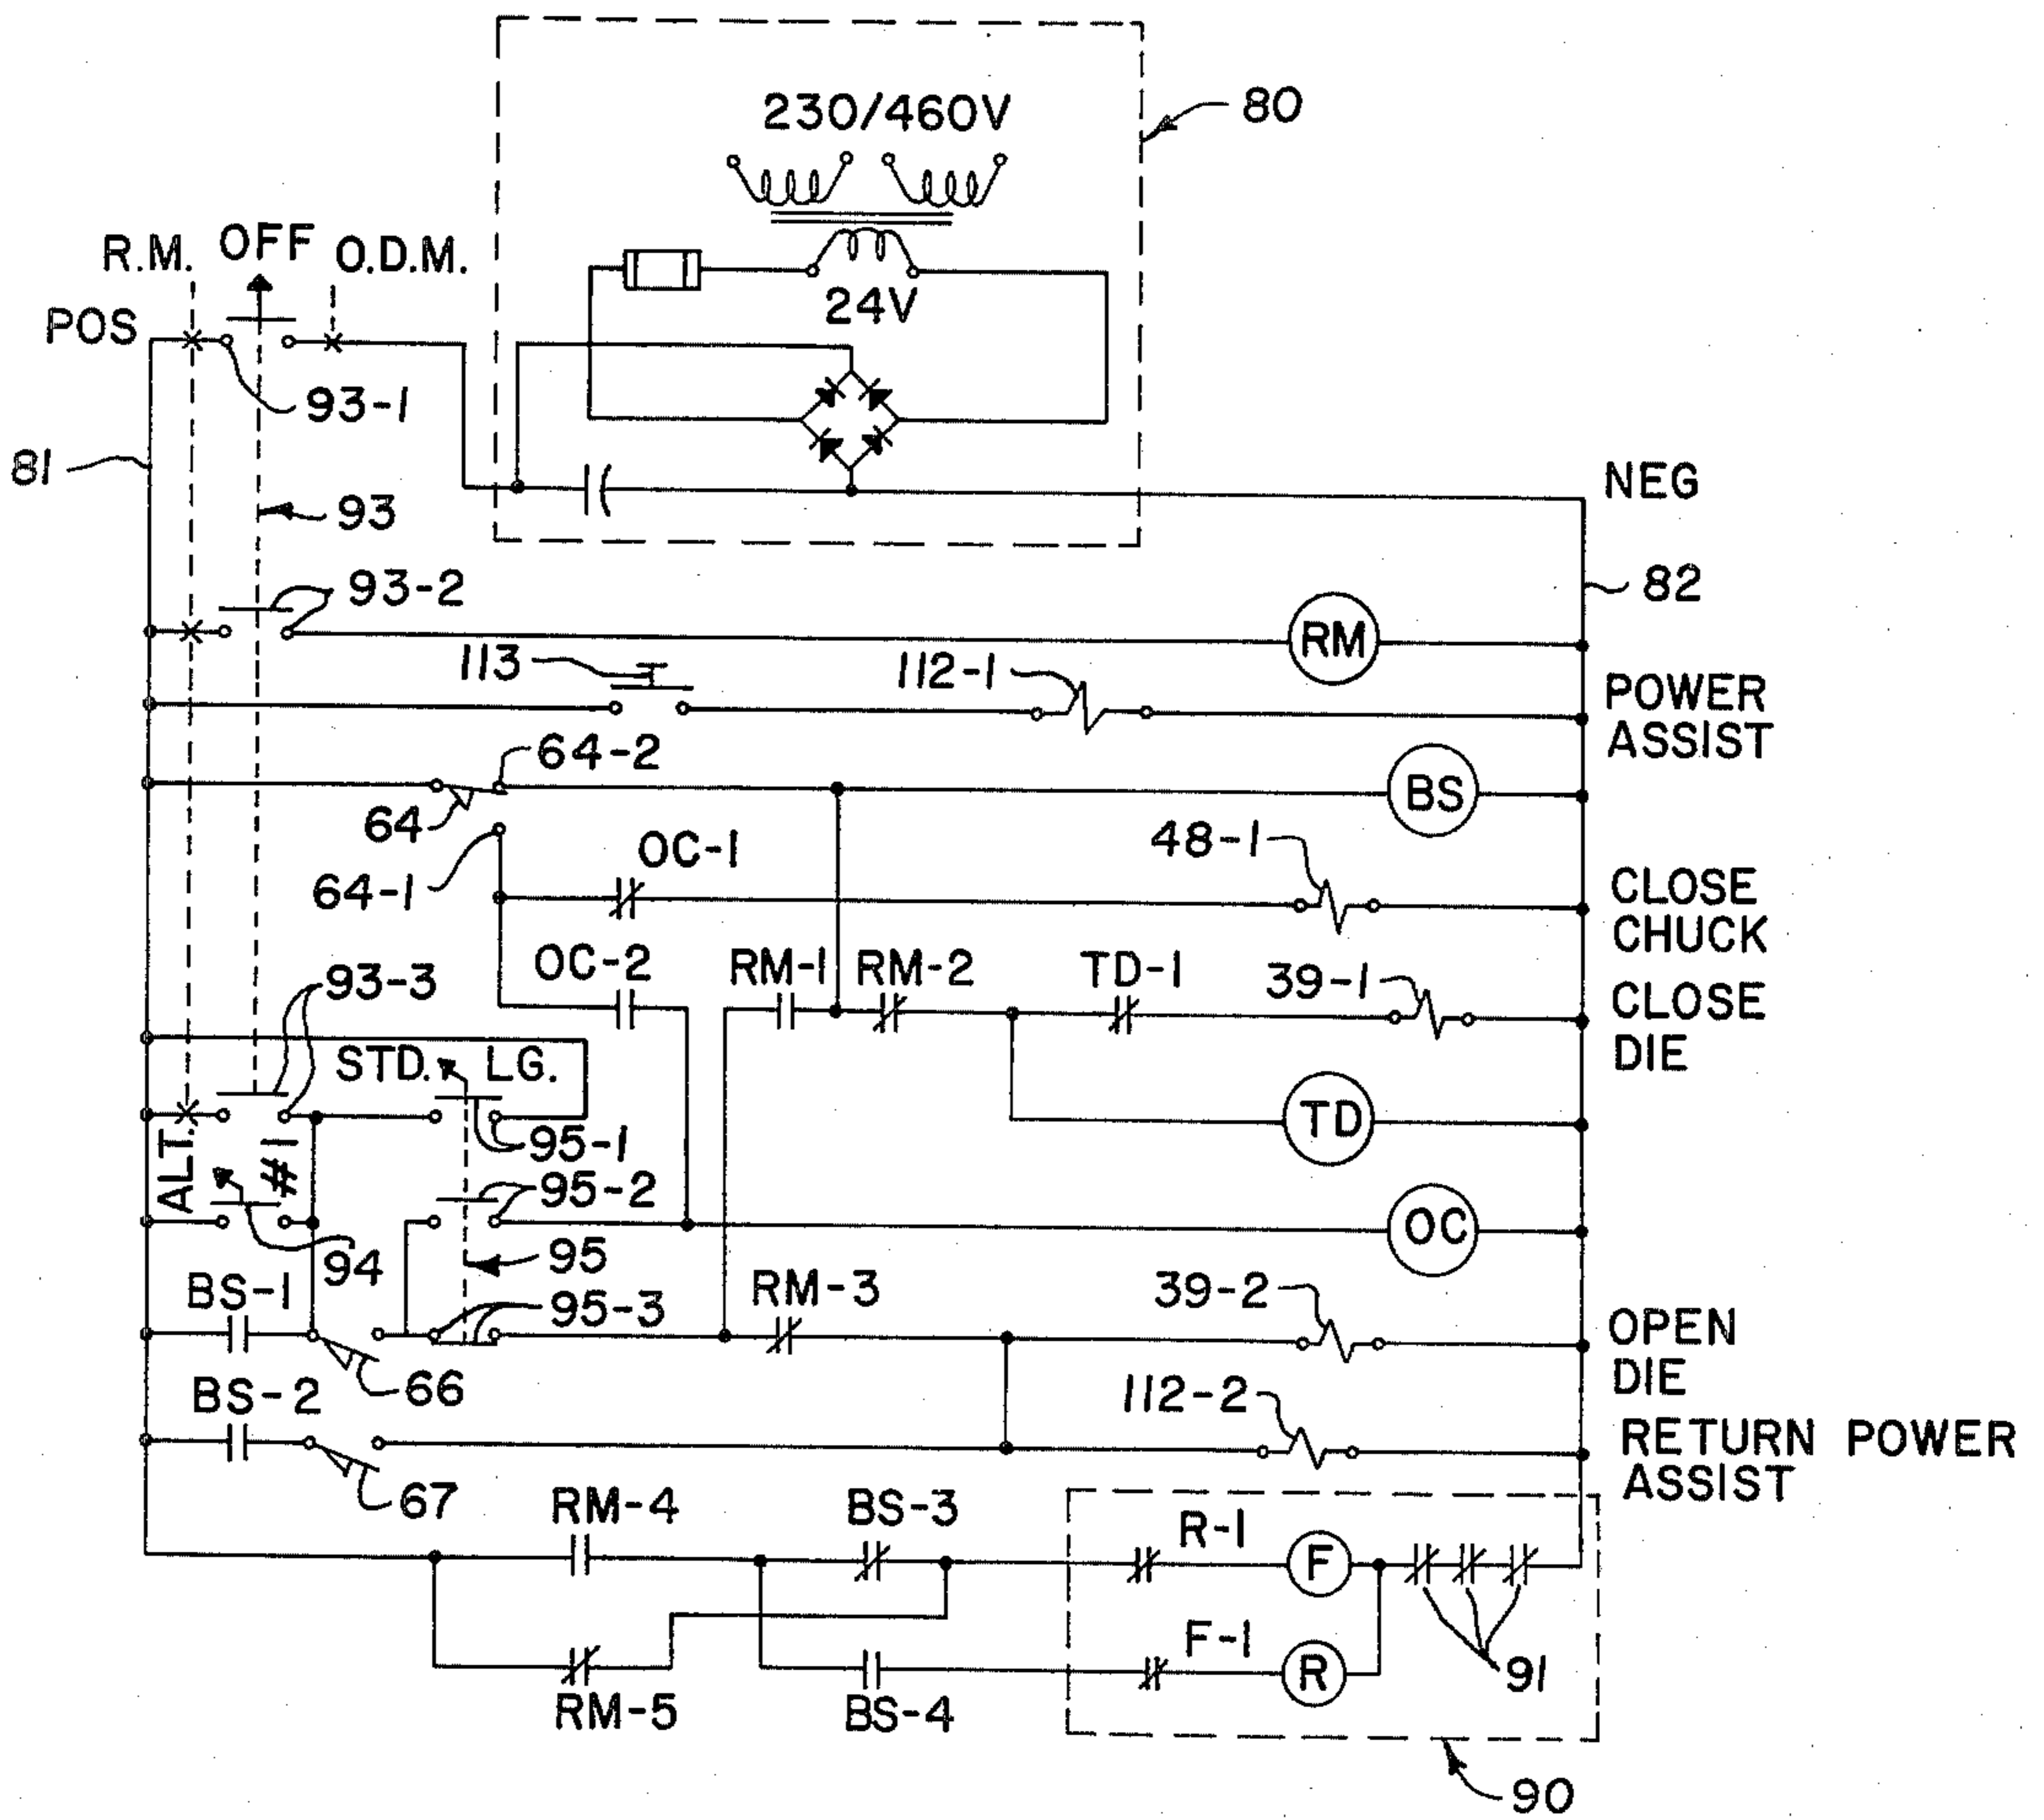 230/460V
80
R.M. OFF O.D.M.
24V
POS
93-1
81
NEG
93
93-2
82
RM
113
112-1
POWER
ASSIST
64-2
64
BS
OC-1
48-1
64-1
CLOSE
CHUCK
OC-2
RM-1
RM-2
TD-1
39-1
93-3
CLOSE
DIE
STD. LG.
TD
95-1
ALT.
#1
95-2
OC
94
95
BS-1
RM-3
39-2
95-3
OPEN
DIE
66
BS-2
112-2
RETURN POWER
ASSIST
67
RM-4
BS-3
R-1
F
F-1
R
91
RM-5
BS-4
90